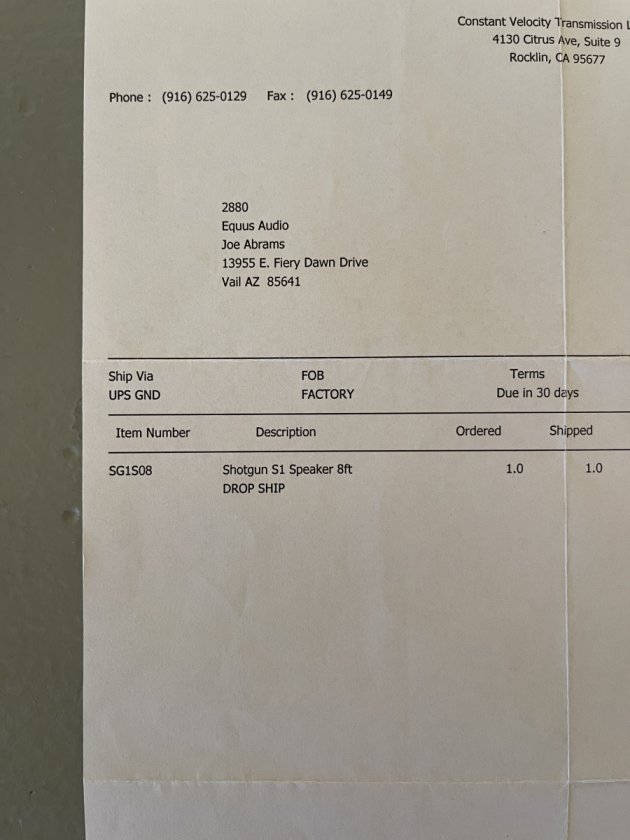 Constant Velocity Transmission L
4130 Citrus Ave, Suite 9
Rocklin, CA 95677
Phone : (916) 625-0129 Fax : (916) 625-0149
2880
Equus Audio
Joe Abrams
13955 E. Fiery Dawn Drive
Vail AZ 85641
Ship Via FOB Terms
UPS GND FACTORY Due in 30 days
Item Number Description Ordered Shipped
SG1S08 Shotgun S1 Speaker 8ft 1.0 1.0
DROP SHIP